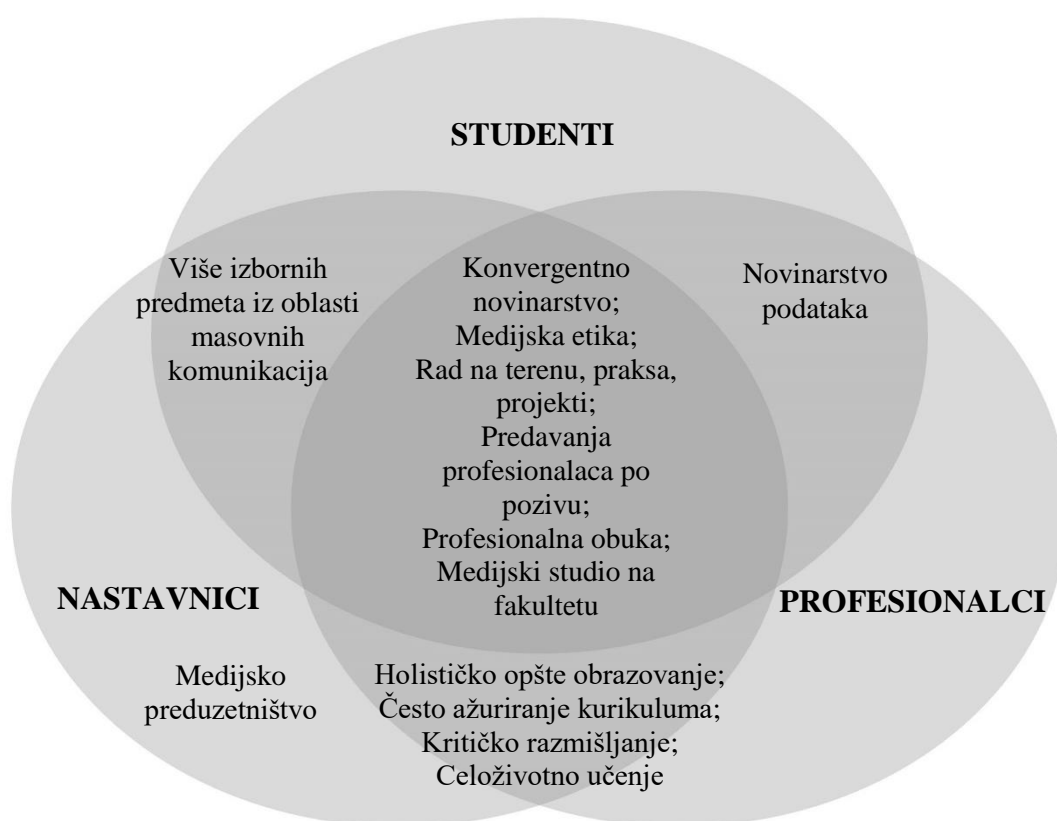 STUDENTI
Više izbornih
predmeta iz oblasti
masovnih
komunikacija
Konvergentno
novinarstvo;
Medijska etika;
Rad na terenu, praksa,
projekti;
Predavanja
profesionalaca po
pozivu;
Profesionalna obuka;
Medijski studio na
fakultetu
Novinarstvo
podataka
NASTAVNICI
PROFESIONALCI
Medijsko
preduzetništvo
Holističko opšte obrazovanje;
Često ažuriranje kurikuluma;
Kritičko razmišljanje;
Celoživotno učenje